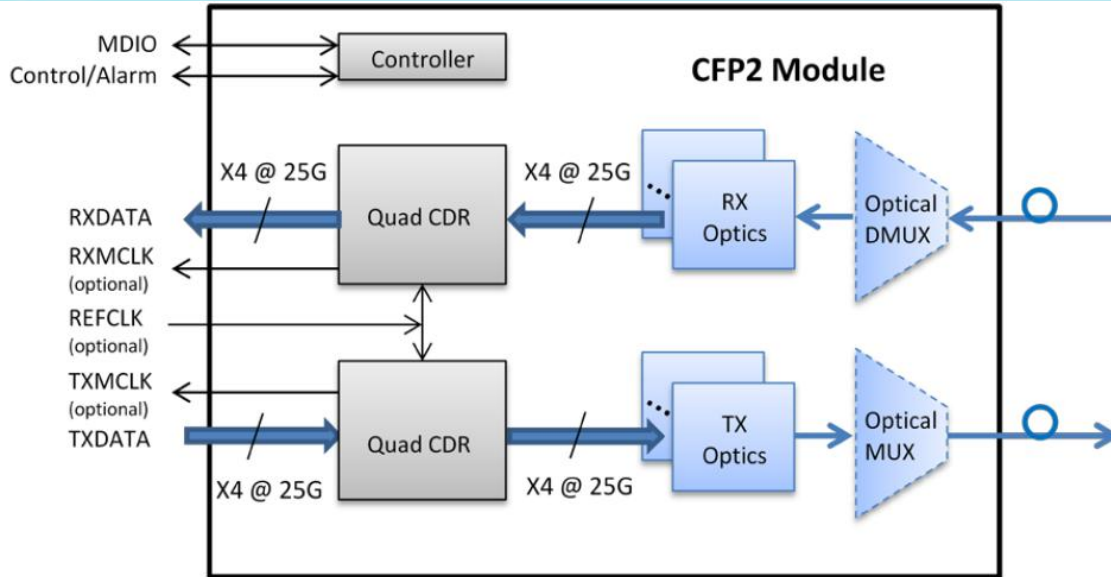 MDIO
Control/Alarm
Controller
CFP2 Module
X4 @ 25G
X4 @ 25G
RXDATA
RXMCLK
(optional)
REFCLK
(optional)
Quad CDR
RX
Optics
Optical
DMUX
TXMCLK
(optional)
TXDATA
Quad CDR
TX
Optics
Optical
MUX
X4 @ 25G
X4 @ 25G